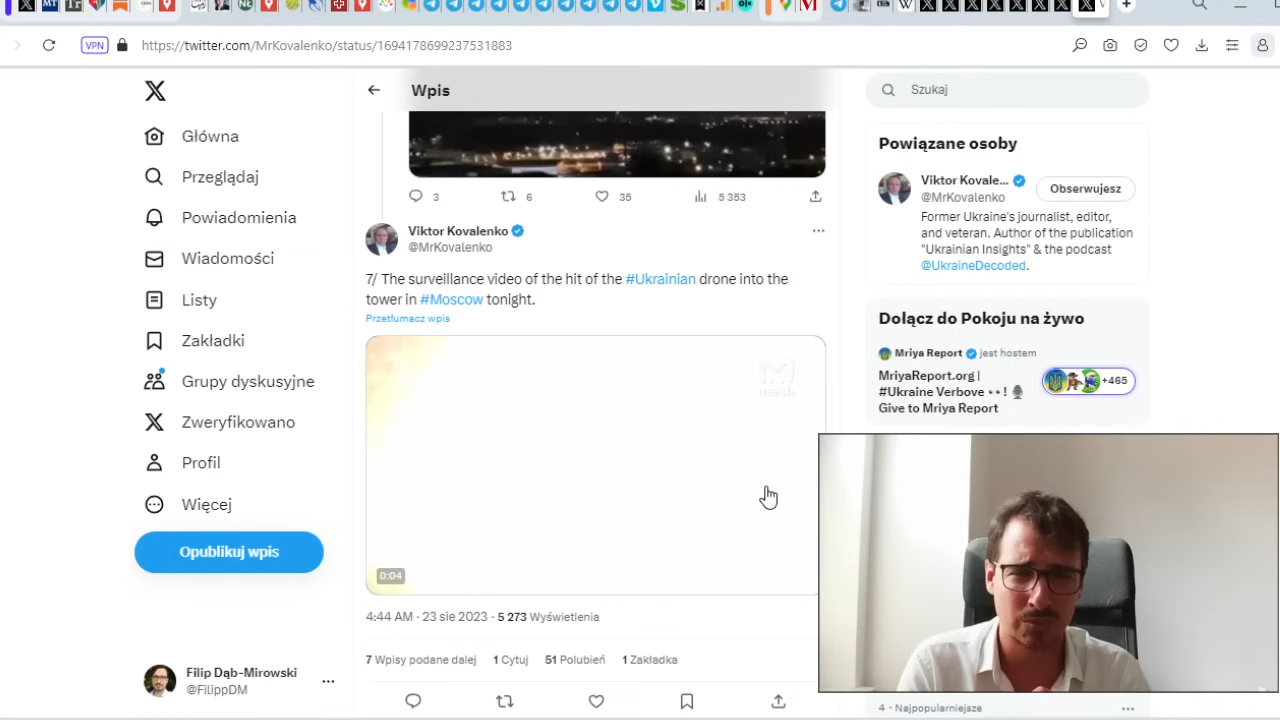 VPN
https://twitter.com/MrKovalenko/status/1694178699237531883
Główna
Przeglądaj
Powiadomienia
Wiadomości
Listy
Zakładki
Grupy dyskusyjne
Zweryfikowano
Profil
Więcej
Opublikuj wpis
Filip Dąb-Mirowski
@FilippDM
Wpis
3
6
35
5 353
Viktor Kovalenko
@MrKovalenko
7/ The surveillance video of the hit of the #Ukrainian drone into the
tower in #Moscow tonight.
Przetłumacz wpis
mash
0:04
4:44 AM · 23 sie 2023 · 5 273 Wyświetlenia
7 Wpisy podane dalej 1 Cytuj 51 Polubień 1 Zakładka
Szukaj
Powiązane osoby
Viktor Kovale...
@MrKovalenko
Obserwujesz
Former Ukraine's journalist, editor,
and veteran. Author of the publication
"Ukrainian Insights" & the podcast
@UkraineDecoded.
Dołącz do Pokoju na żywo
Mriya Report jest hostem
MriyaReport.org |
#Ukraine Verbove 👀! 🎙
Give to Mriya Report
+465
4 · Najpopularniejsze